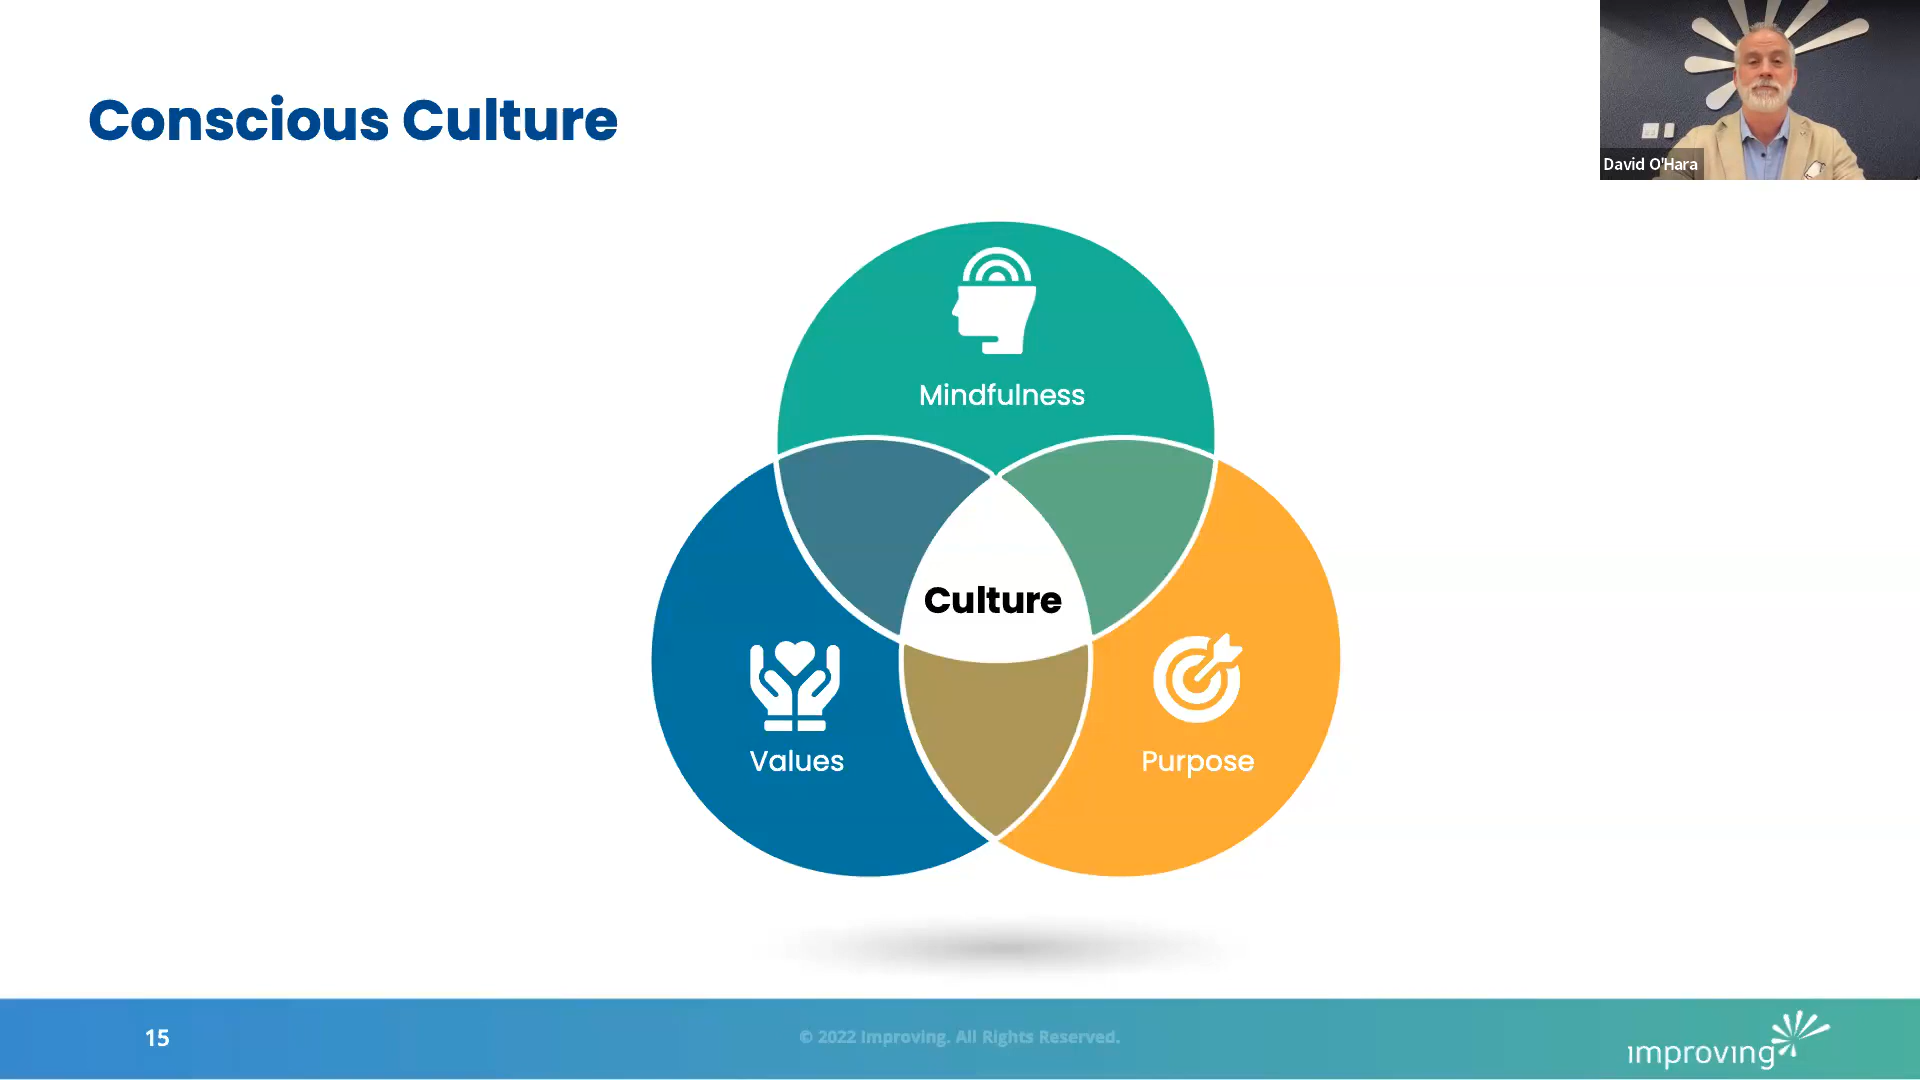 Conscious Culture
David O'Hara
Mindfulness
Culture
Values
Purpose
15
© 2022 Improving. All Rights Reserved.
improving